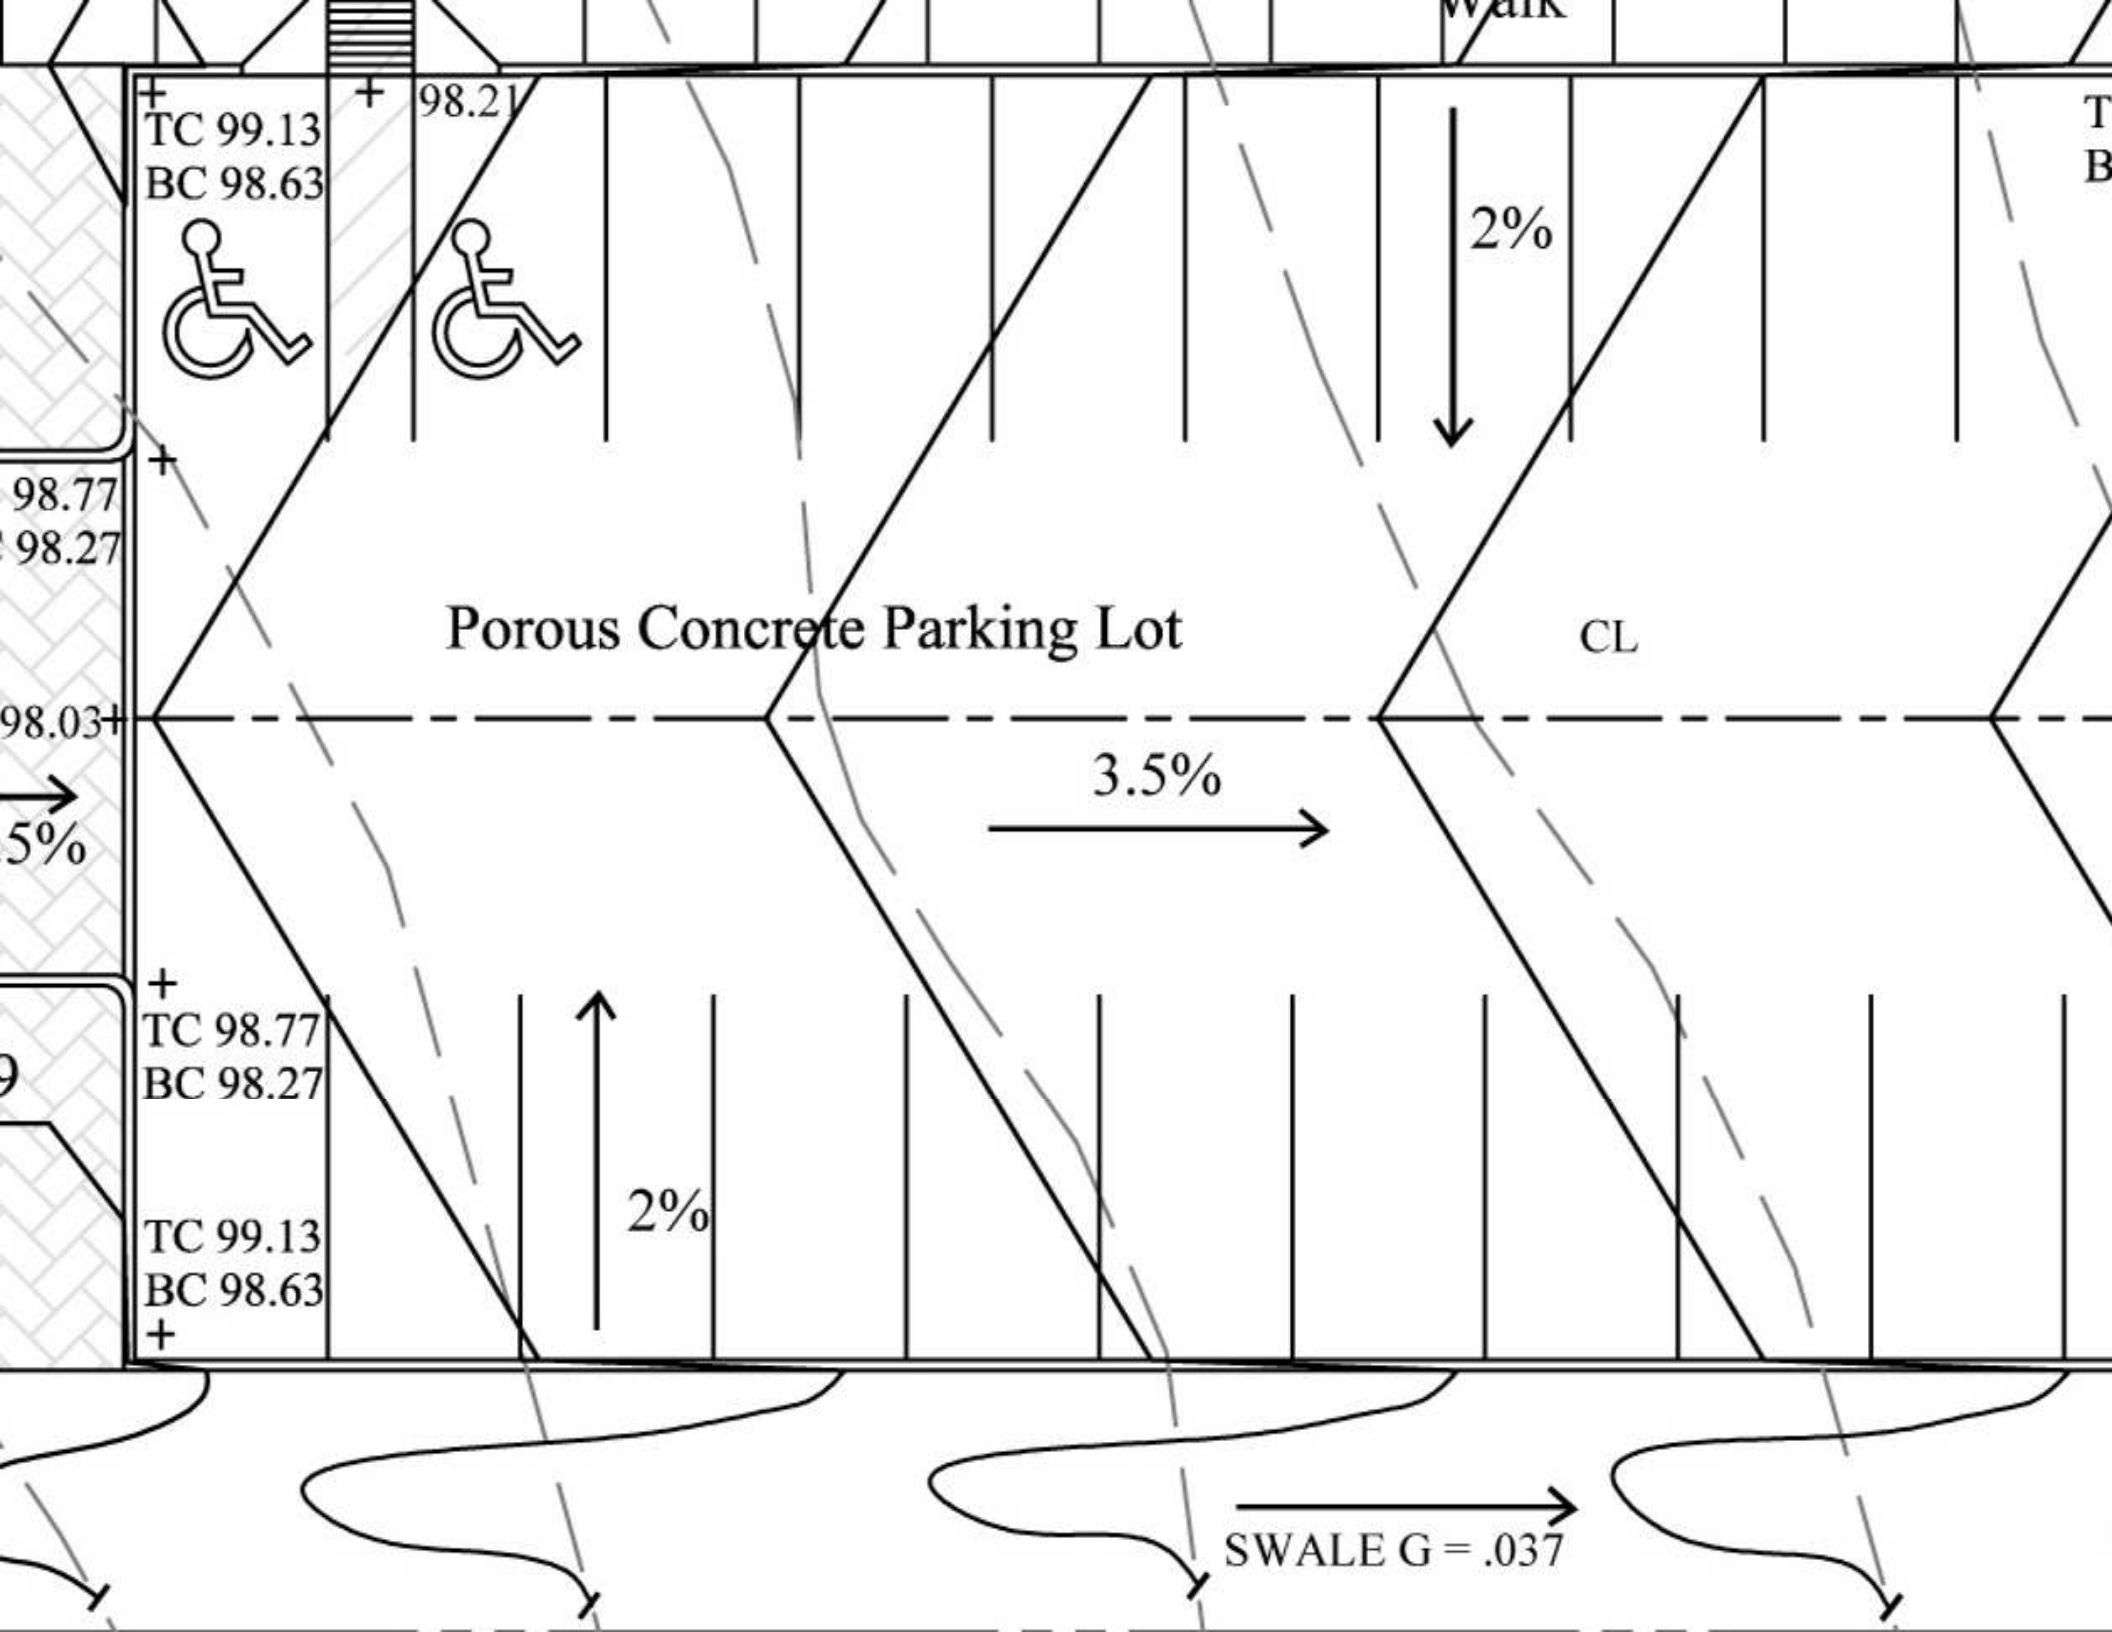 Walk
98.21
TC 99.13
BC 98.63
2%
98.77
98.27
Porous Concrete Parking Lot
CL
98.03
3.5%
5%
TC 98.77
BC 98.27
9
2%
TC 99.13
BC 98.63
SWALE G = .037
T
B